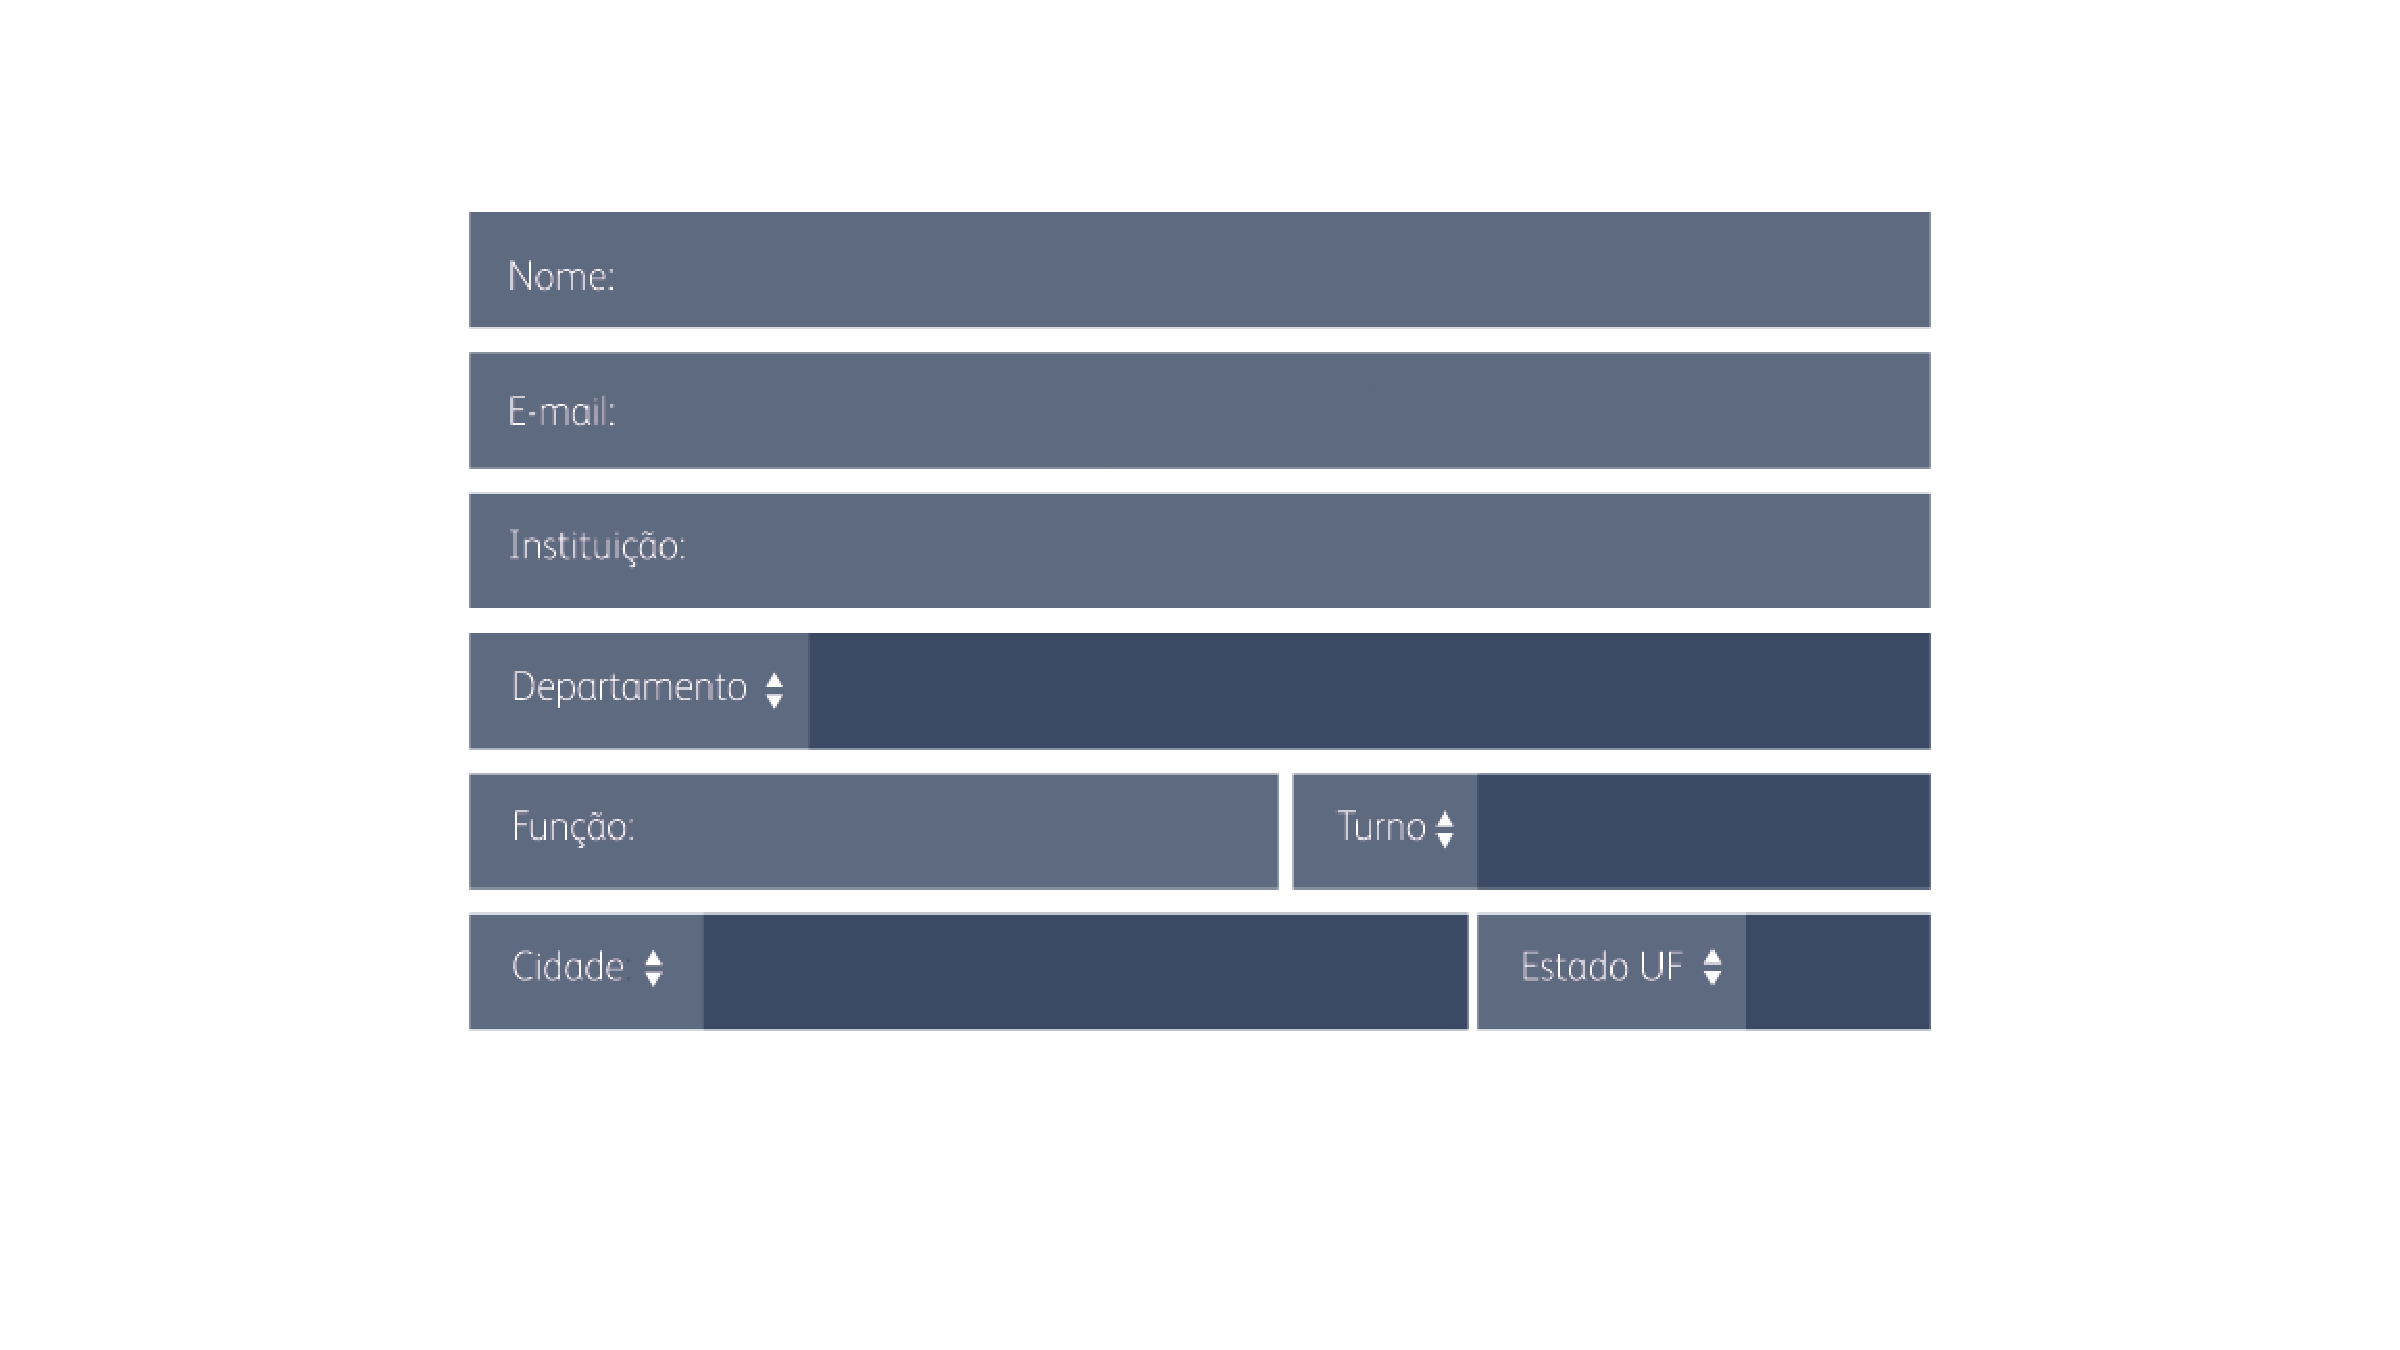 Nome:
E-mail:
Instituição:
Departamento
Função:
Turno
Cidade
Estado UF